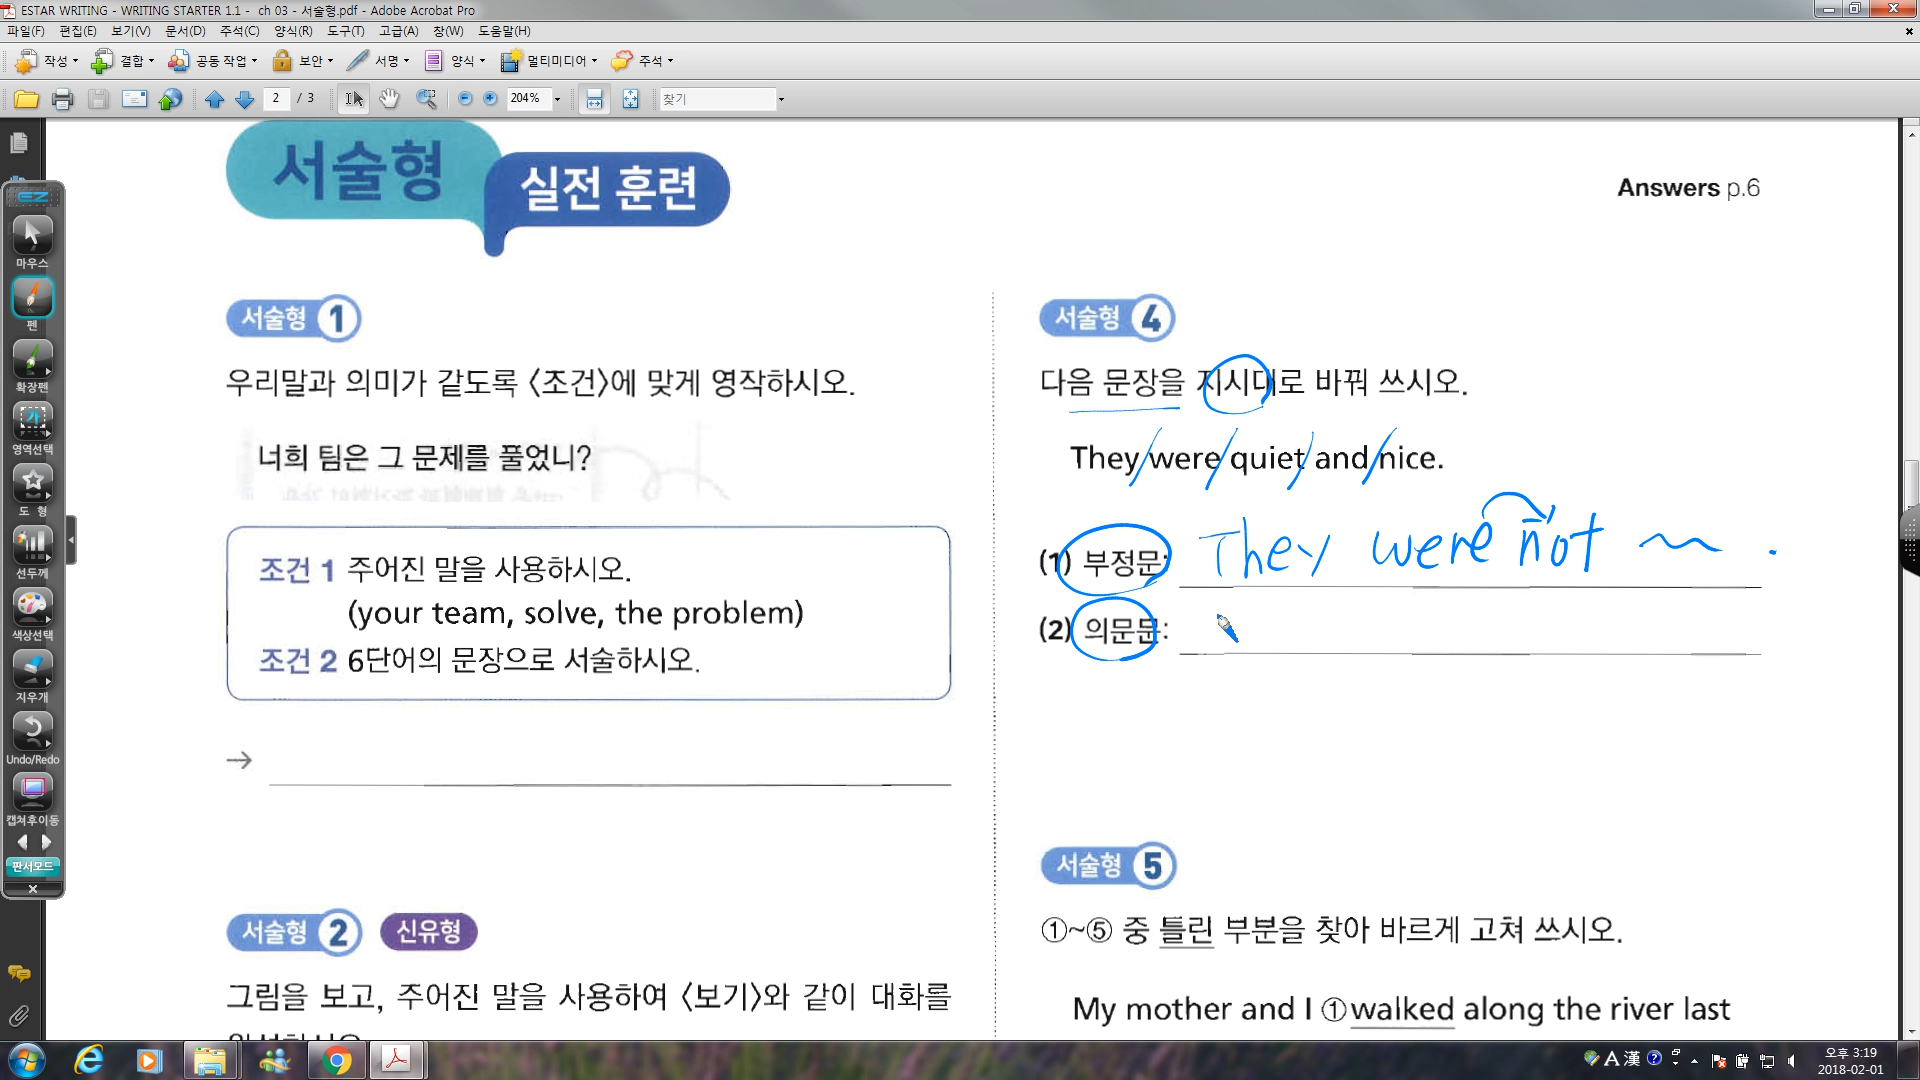 ESTAR WRITING - WRITING STARTER 1.1 - ch 03 - 서술형.pdf - Adobe Acrobat Pro
파일(F) 편집(E) 보기(V) 문서(D) 주석(C) 양식(R) 도구(T) 고급(A) 창(W) 도움말(H)
작성 결합 공동 작업 보안 서명 양식 멀티미디어 주석
2 / 3 204% 찾기
EZ
마우스
펜
확장펜
영역선택
도 형
선두께
색상선택
지우개
Undo/Redo
캡쳐후이동
판서모드
서술형 실전 훈련
Answers p.6
서술형 1
우리말과 의미가 같도록 〈조건〉에 맞게 영작하시오.
너희 팀은 그 문제를 풀었니?
조건 1 주어진 말을 사용하시오.
(your team, solve, the problem)
조건 2 6단어의 문장으로 서술하시오.
→
서술형 2 신유형
그림을 보고, 주어진 말을 사용하여 〈보기〉와 같이 대화를
서술형 4
다음 문장을 지시대로 바꿔 쓰시오.
They were quiet and nice.
(1) 부정문: They were not ~ .
(2) 의문문:
서술형 5
①~⑤ 중 틀린 부분을 찾아 바르게 고쳐 쓰시오.
My mother and I ①walked along the river last
A 漢
오후 3:19
2018-02-01